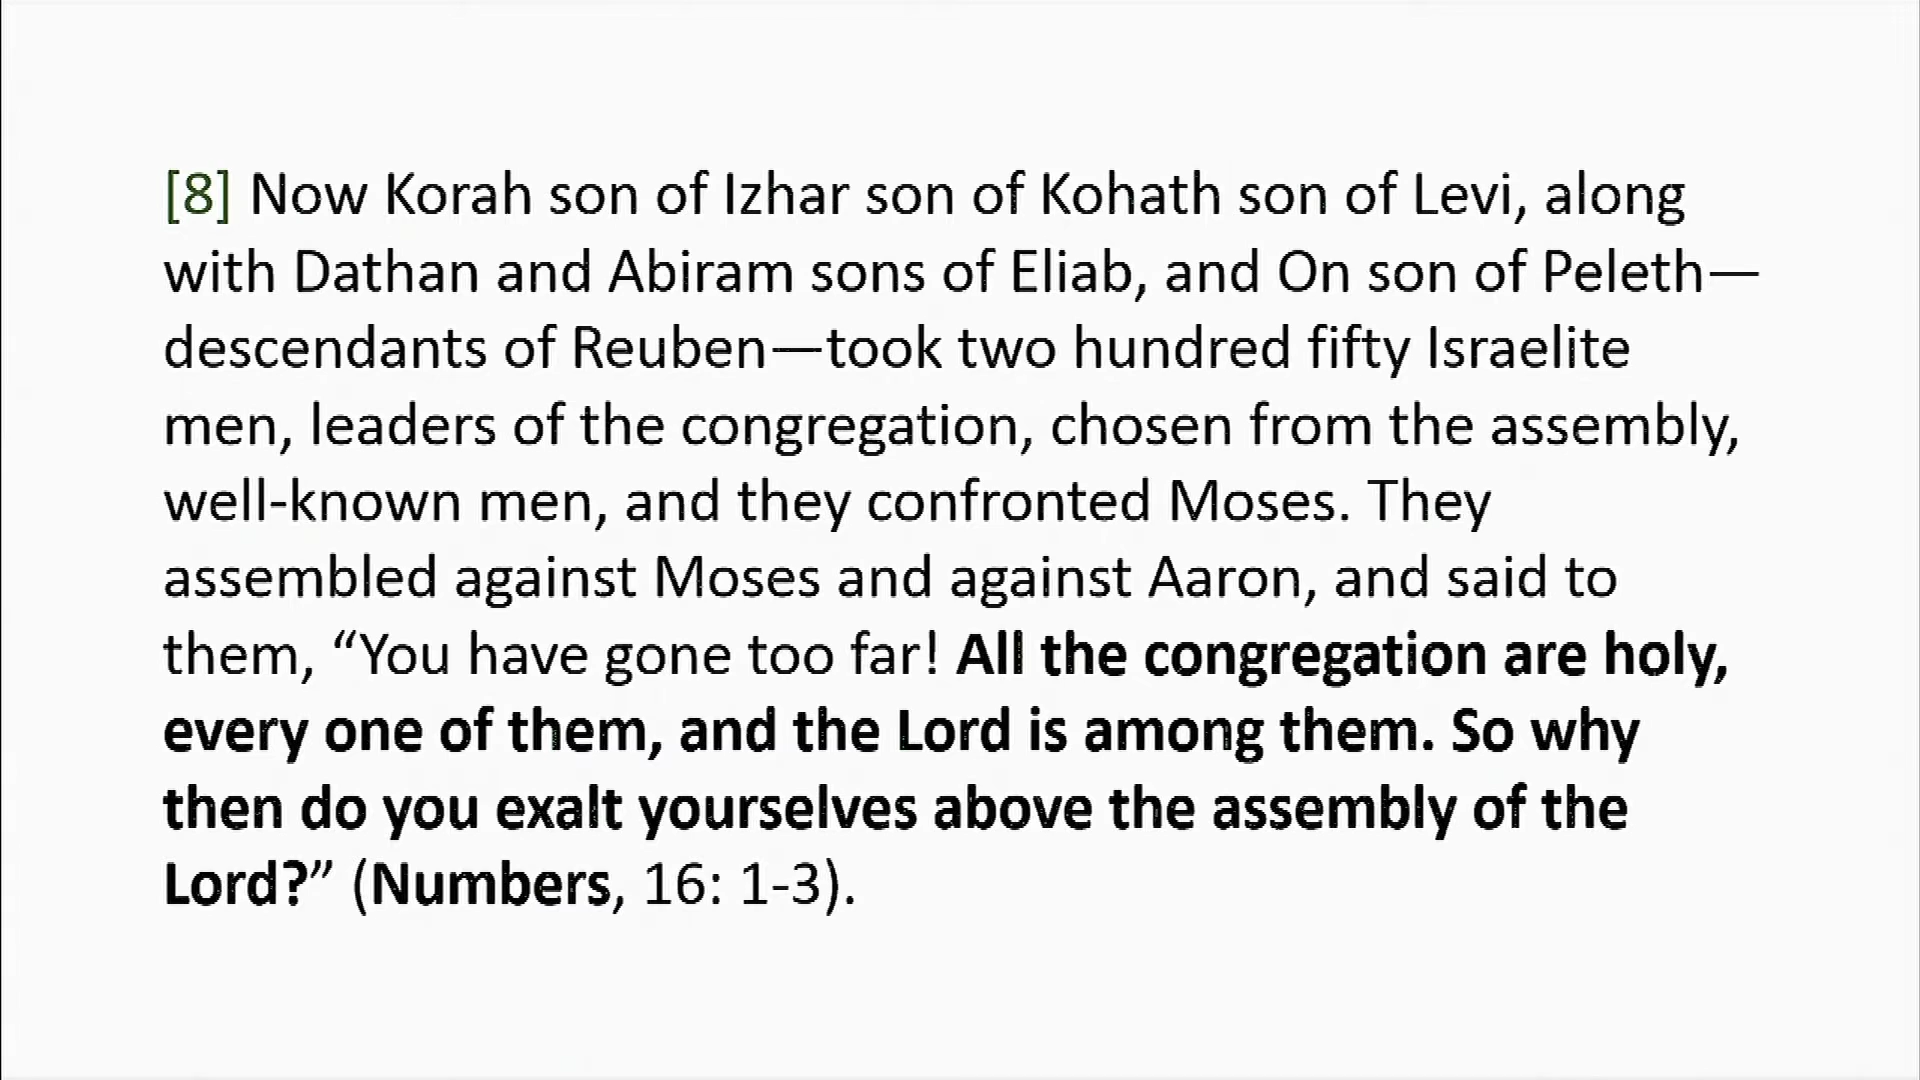 [8] Now Korah son of Izhar son of Kohath son of Levi, along
with Dathan and Abiram sons of Eliab, and On son of Peleth—
descendants of Reuben—took two hundred fifty Israelite
men, leaders of the congregation, chosen from the assembly,
well-known men, and they confronted Moses. They
assembled against Moses and against Aaron, and said to
them, “You have gone too far! All the congregation are holy,
every one of them, and the Lord is among them. So why
then do you exalt yourselves above the assembly of the
Lord?” (Numbers, 16: 1-3).